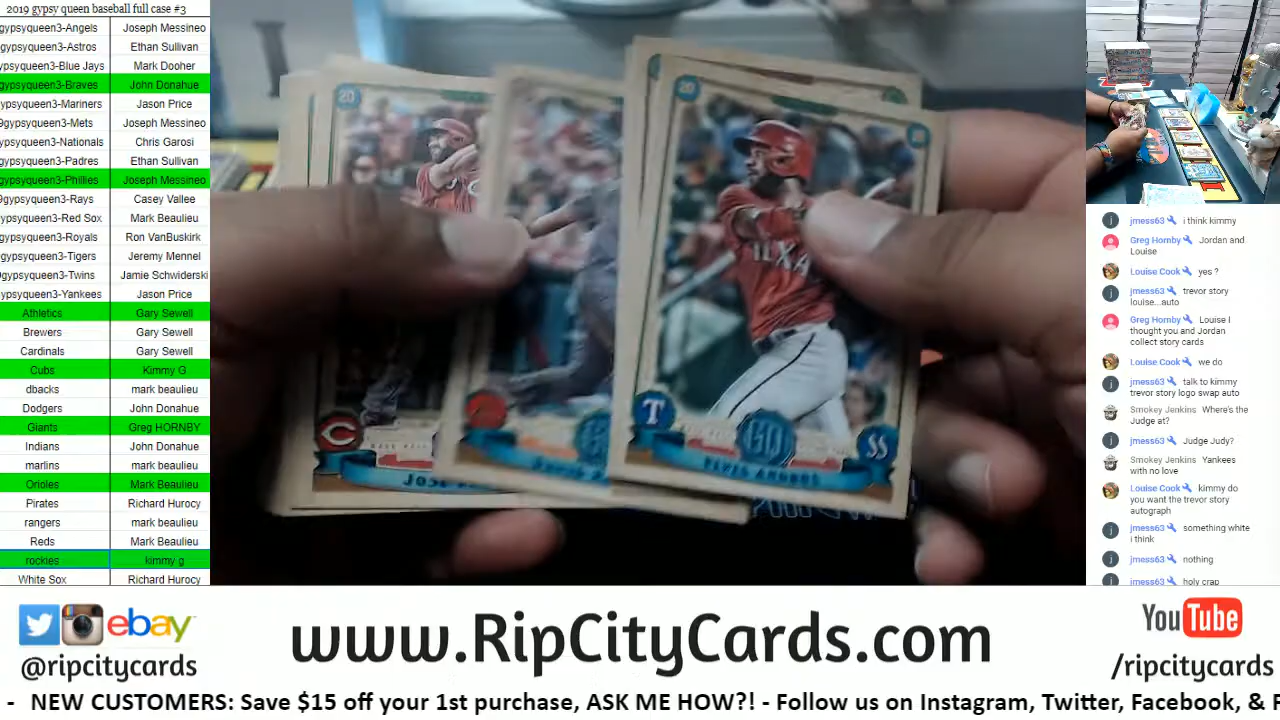 2019 gypsy queen baseball full case #3
gypsyqueen3-Angels Joseph Messineo
gypsyqueen3-Astros Ethan Sullivan
gypsyqueen3-Blue Jays Mark Dooher
gypsyqueen3-Braves John Donahue
gypsyqueen3-Mariners Jason Price
9gypsyqueen3-Mets Joseph Messineo
gypsyqueen3-Nationals Chris Garosi
gypsyqueen3-Padres Ethan Sullivan
gypsyqueen3-Phillies Joseph Messineo
9gypsyqueen3-Rays Casey Vallee
gypsyqueen3-Red Sox Mark Beaulieu
gypsyqueen3-Royals Ron VanBuskirk
gypsyqueen3-Tigers Jeremy Mennel
gypsyqueen3-Twins Jamie Schwiderski
ypsyqueen3-Yankees Jason Price
Athletics Gary Sewell
Brewers Gary Sewell
Cardinals Gary Sewell
Cubs Kimmy G
dbacks mark beaulieu
Dodgers John Donahue
Giants Greg HORNBY
Indians John Donahue
marlins mark beaulieu
Orioles Mark Beaulieu
Pirates Richard Hurocy
rangers mark beaulieu
Reds Mark Beaulieu
rockies kimmy g
White Sox Richard Hurocy
20
20
TEXA
C
T
GQ
SS
JOSE
ELVIS ANDRUS
j jmess63 i think kimmy
Greg Hornby Jordan and
Louise
Louise Cook yes ?
j jmess63 trevor story
louise...auto
Greg Hornby Louise I
thought you and Jordan
collect story cards
Louise Cook we do
j jmess63 talk to kimmy
trevor story logo swap auto
Smokey Jenkins Where's the
Judge at?
j jmess63 Judge Judy?
Smokey Jenkins Yankees
with no love
Louise Cook kimmy do
you want the trevor story
autograph
j jmess63 something white
i think
j jmess63 nothing
j jmess63 holy crap
ebay
@ripcitycards
www.RipCityCards.com
YouTube
/ripcitycards
- NEW CUSTOMERS: Save $15 off your 1st purchase, ASK ME HOW?! - Follow us on Instagram, Twitter, Facebook, & F